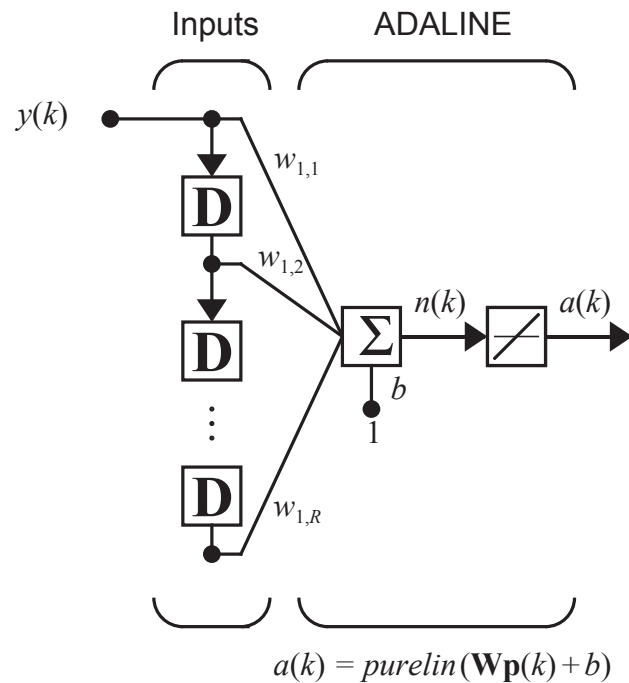 Inputs ADALINE
y(k)
w1,1
D
w1,2
n(k) a(k)
Σ
D
b
1
⋮
D
w1,R
a(k) = purelin(Wp(k) + b)